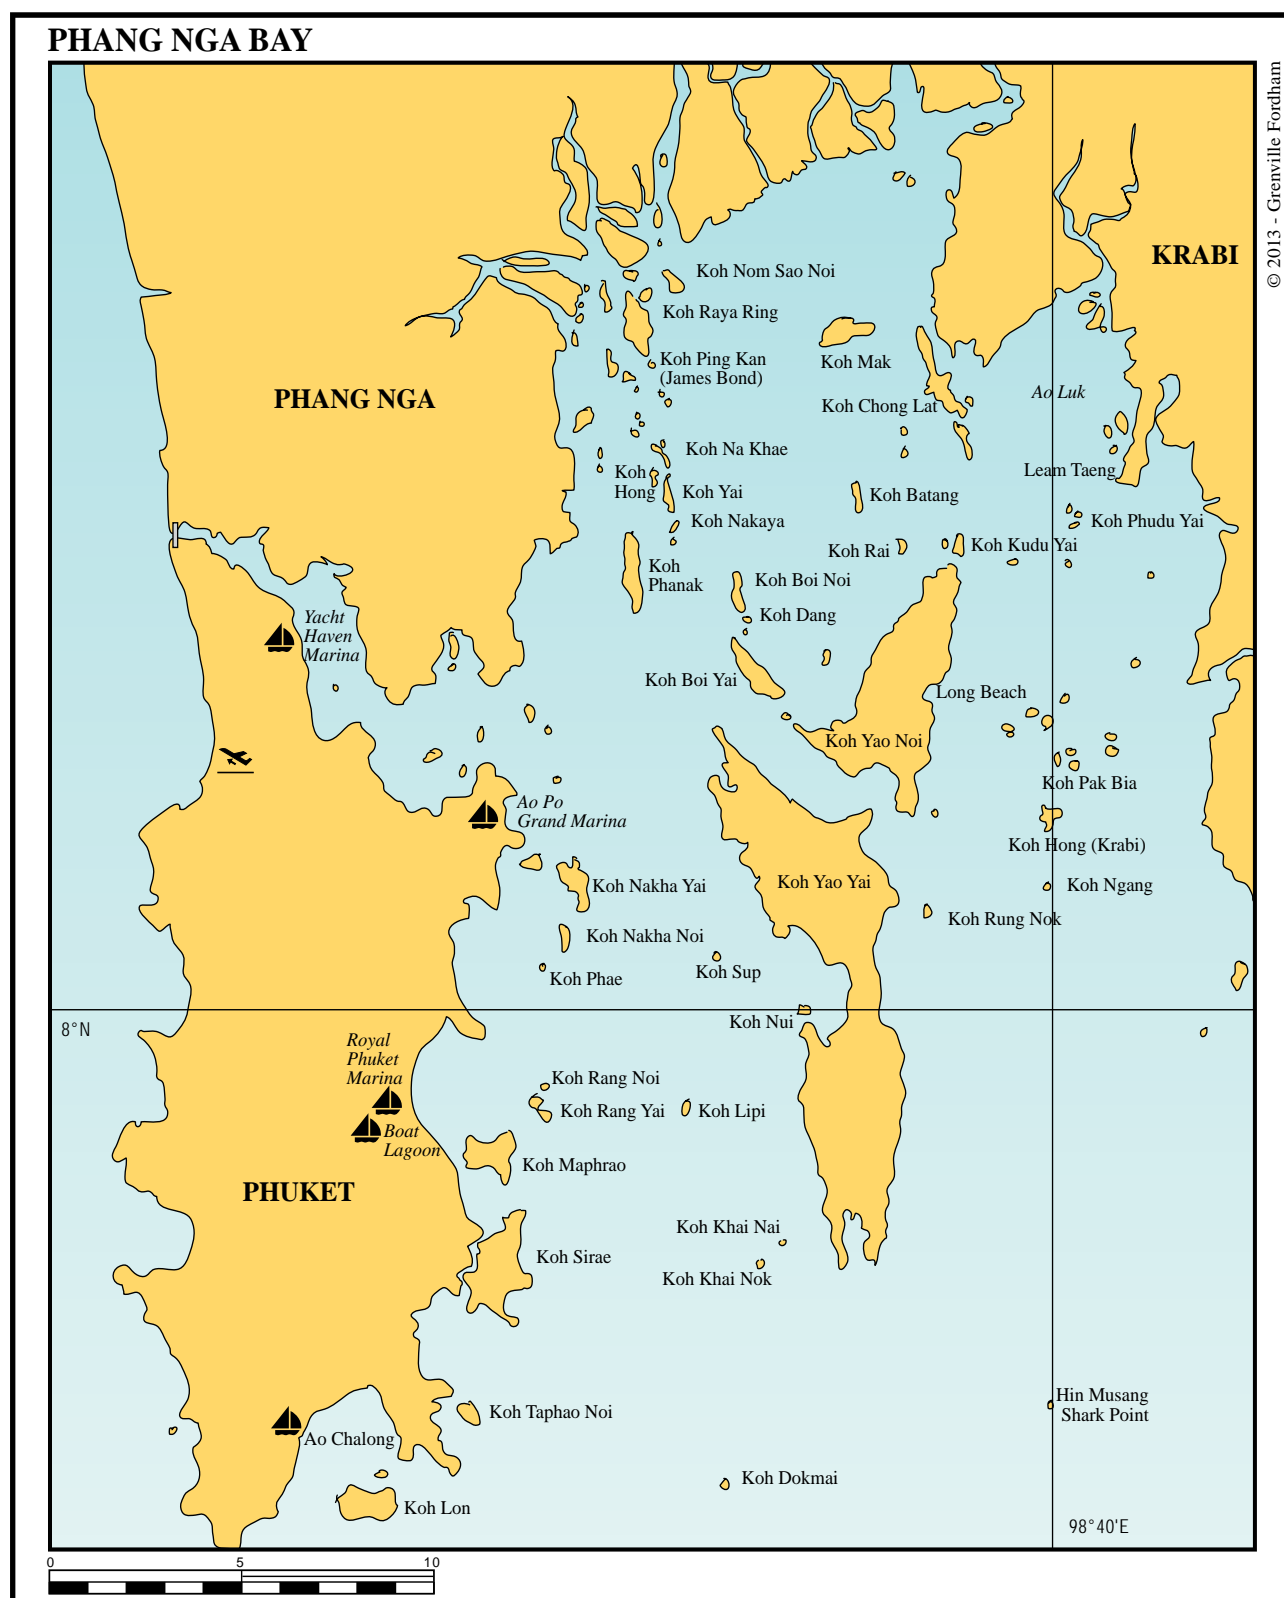 PHANG NGA BAY
© 2013 - Grenville Fordham
KRABI
Koh Nom Sao Noi
Koh Raya Ring
Koh Ping Kan
(James Bond)
Koh Mak
PHANG NGA
Ao Luk
Koh Chong Lat
Koh Na Khae
Koh
Hong
Leam Taeng
Koh Yai
Koh Batang
Koh Nakaya
Koh Phudu Yai
Koh Rai
Koh Kudu Yai
Koh
Phanak
Koh Boi Noi
Koh Dang
Yacht
Haven
Marina
Koh Boi Yai
Long Beach
Koh Yao Noi
Koh Pak Bia
Ao Po
Grand Marina
Koh Hong (Krabi)
Koh Nakha Yai
Koh Yao Yai
Koh Ngang
Koh Rung Nok
Koh Nakha Noi
Koh Phae
Koh Sup
8°N
Koh Nui
Royal
Phuket
Marina
Koh Rang Noi
Koh Rang Yai
Koh Lipi
Boat
Lagoon
Koh Maphrao
PHUKET
Koh Khai Nai
Koh Sirae
Koh Khai Nok
Hin Musang
Shark Point
Koh Taphao Noi
Ao Chalong
Koh Dokmai
Koh Lon
98°40'E
0 5 10